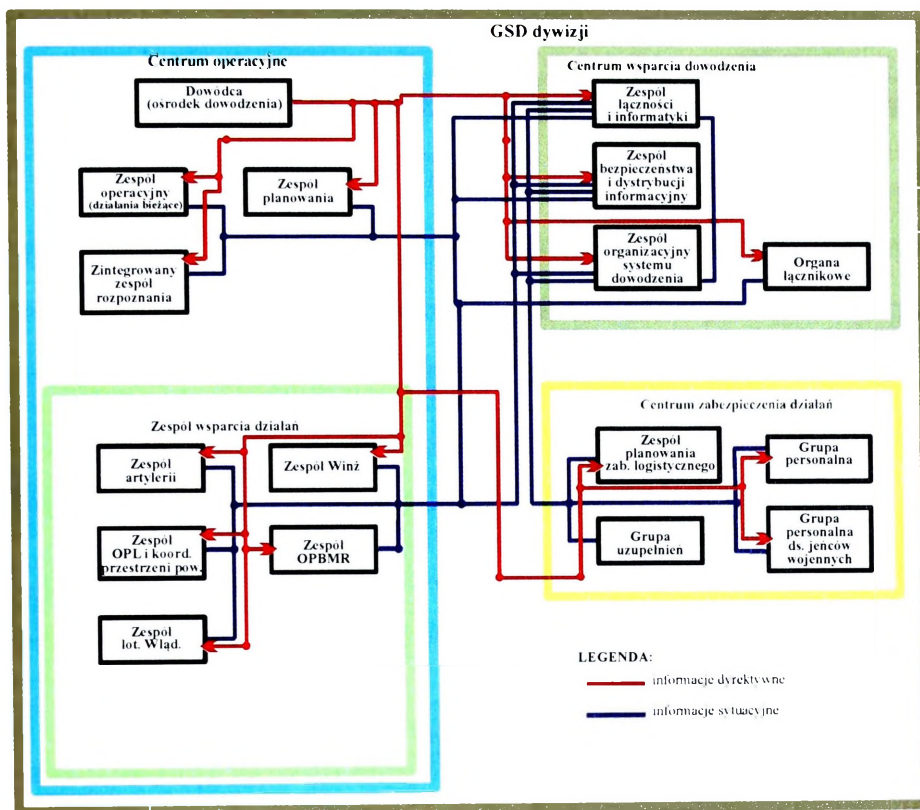 GSD dywizji
Centrum operacyjne
Dowódca
(ośrodek dowodzenia)
Zespół
operacyjny
(działania bieżące)
Zespół
planowania
Zintegrowany
zespół
rozpoznania
Centrum wsparcia dowodzenia
Zespół
łączności
i informatyki
Zespół
bezpieczeństwa
i dystrybucji
informacyjny
Zespół
organizacyjny
systemu
dowodzenia
Organa
łącznikowe
Zespół wsparcia działań
Zespół
artylerii
Zespół Winż
Zespół
OPL i koord.
przestrzeni pow.
Zespół
OPBMR
Zespół
lot. Wląd.
Centrum zabezpieczenia działań
Zespół
planowania
zab. logistycznego
Grupa
personalna
Grupa
uzupełnień
Grupa
personalna
ds. jeńców
wojennych
LEGENDA:
informacje dyrektywne
informacje sytuacyjne